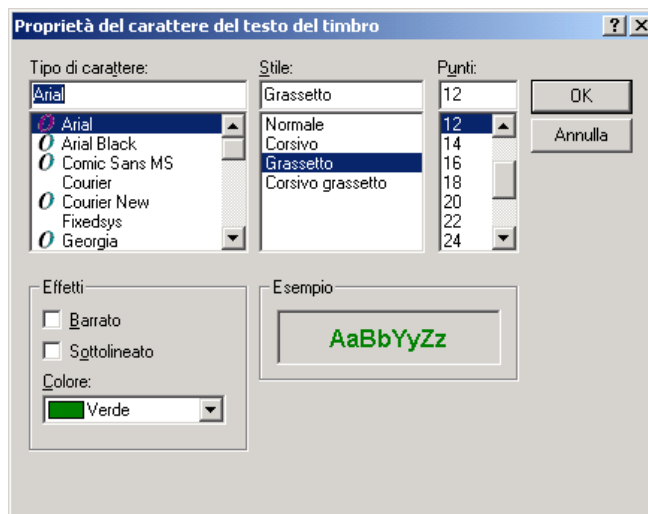 Proprietà del carattere del testo del timbro
Tipo di carattere:
Arial
Arial
Arial Black
Comic Sans MS
Courier
Courier New
Fixedsys
Georgia
Stile:
Grassetto
Normale
Corsivo
Grassetto
Corsivo grassetto
Punti:
12
12
14
16
18
20
22
24
OK
Annulla
Effetti
Barrato
Sottolineato
Colore:
Verde
Esempio
AaBbYyZz